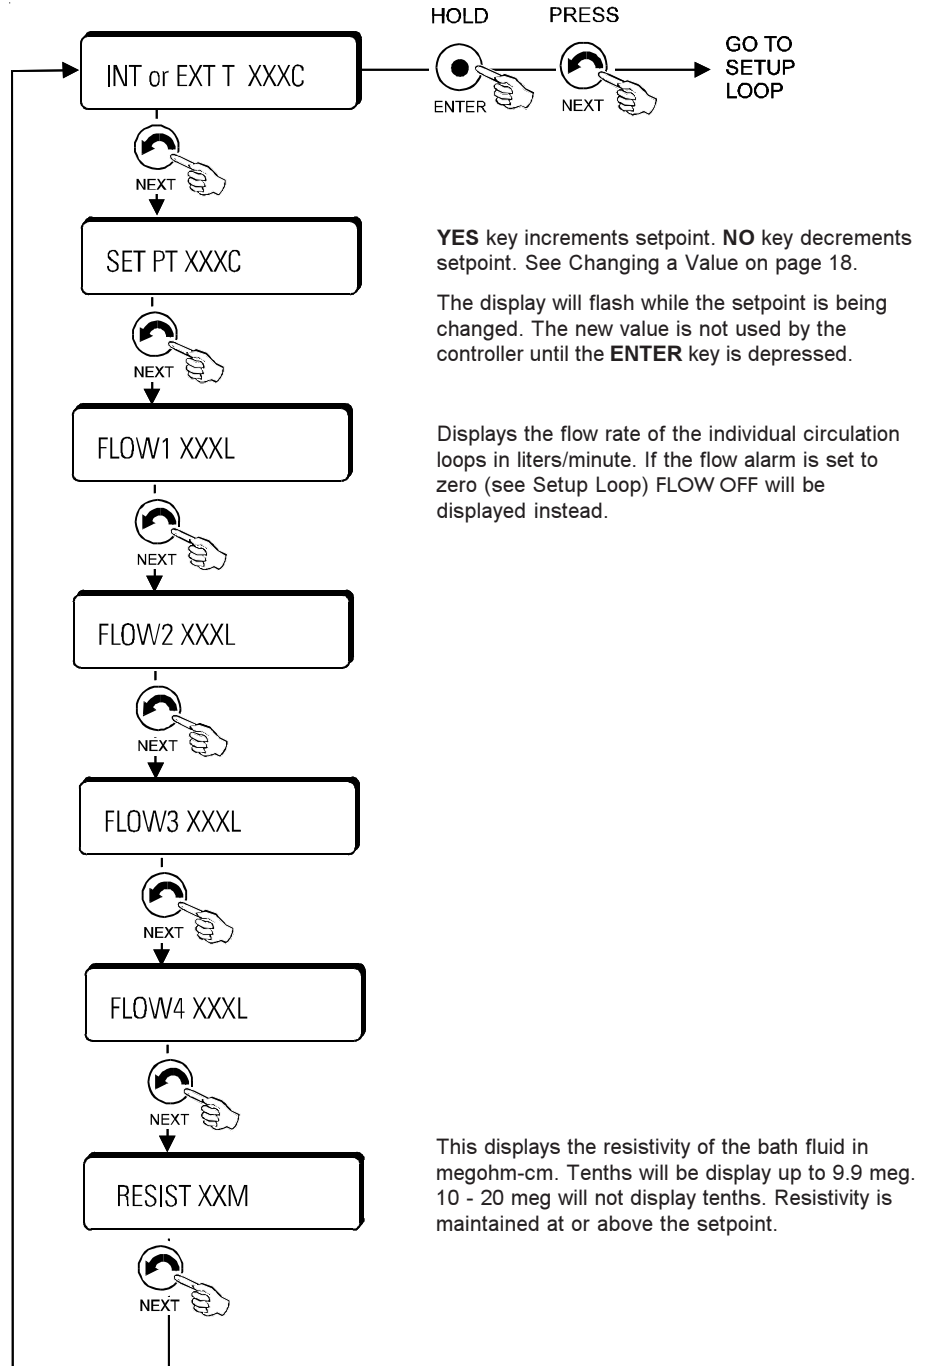 HOLD PRESS
INT or EXT T XXXC
ENTER
NEXT
GO TO
SETUP
LOOP
NEXT
SET PT XXXC
YES key increments setpoint. NO key decrements
setpoint. See Changing a Value on page 18.
The display will flash while the setpoint is being
changed. The new value is not used by the
controller until the ENTER key is depressed.
NEXT
FLOW1 XXXL
Displays the flow rate of the individual circulation
loops in liters/minute. If the flow alarm is set to
zero (see Setup Loop) FLOW OFF will be
displayed instead.
NEXT
FLOW2 XXXL
NEXT
FLOW3 XXXL
NEXT
FLOW4 XXXL
NEXT
RESIST XXM
This displays the resistivity of the bath fluid in
megohm-cm. Tenths will be display up to 9.9 meg.
10 - 20 meg will not display tenths. Resistivity is
maintained at or above the setpoint.
NEXT